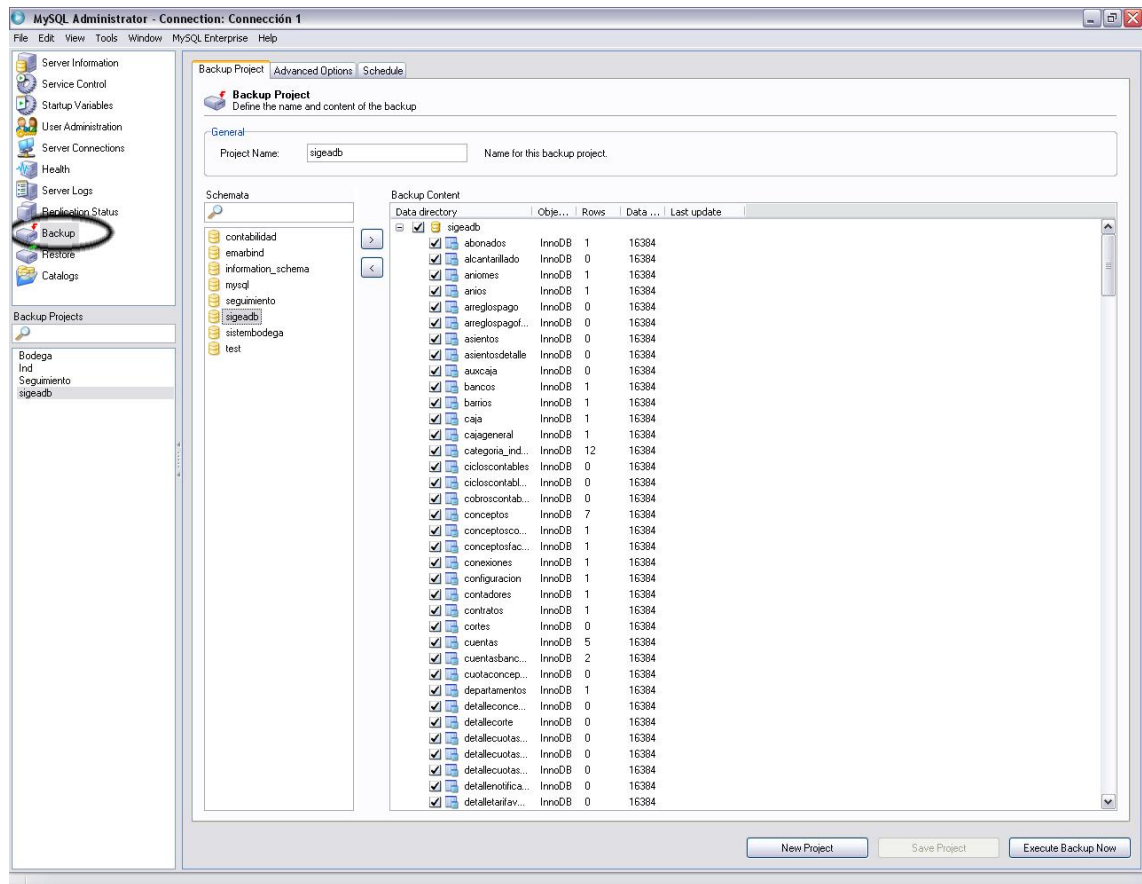 MySQL Administrator - Connection: Connección 1
File Edit View Tools Window MySQL Enterprise Help
Server Information
Service Control
Startup Variables
User Administration
Server Connections
Health
Server Logs
Replication Status
Backup
Restore
Catalogs
Backup Projects
Bodega
Ind
Seguimiento
sigeadb
Backup Project Advanced Options Schedule
Backup Project
Define the name and content of the backup
General
Project Name: sigeadb Name for this backup project.
Schemata
contabilidad
emarbind
information_schema
mysql
seguimiento
sigeadb
sistembodega
test
>
<
Backup Content
Data directory Obje... Rows Data ... Last update
sigeadb
abonados InnoDB 1 16384
alcantarillado InnoDB 0 16384
aniomes InnoDB 1 16384
anios InnoDB 1 16384
arreglospago InnoDB 0 16384
arreglospagof... InnoDB 0 16384
asientos InnoDB 0 16384
asientosdetalle InnoDB 0 16384
auxcaja InnoDB 0 16384
bancos InnoDB 1 16384
barrios InnoDB 1 16384
caja InnoDB 1 16384
cajageneral InnoDB 1 16384
categoria_ind... InnoDB 12 16384
cicloscontables InnoDB 0 16384
cicloscontabl... InnoDB 0 16384
cobroscontab... InnoDB 0 16384
conceptos InnoDB 7 16384
conceptosco... InnoDB 1 16384
conceptosfac... InnoDB 1 16384
conexiones InnoDB 1 16384
configuracion InnoDB 1 16384
contadores InnoDB 1 16384
contratos InnoDB 1 16384
cortes InnoDB 0 16384
cuentas InnoDB 5 16384
cuentasbanc... InnoDB 2 16384
cuotaconcep... InnoDB 0 16384
departamentos InnoDB 1 16384
detalleconce... InnoDB 0 16384
detallecorte InnoDB 0 16384
detallecuotas... InnoDB 0 16384
detallecuotas... InnoDB 0 16384
detallecuotas... InnoDB 0 16384
detallenotifica... InnoDB 0 16384
detalletarifav... InnoDB 0 16384
New Project Save Project Execute Backup Now